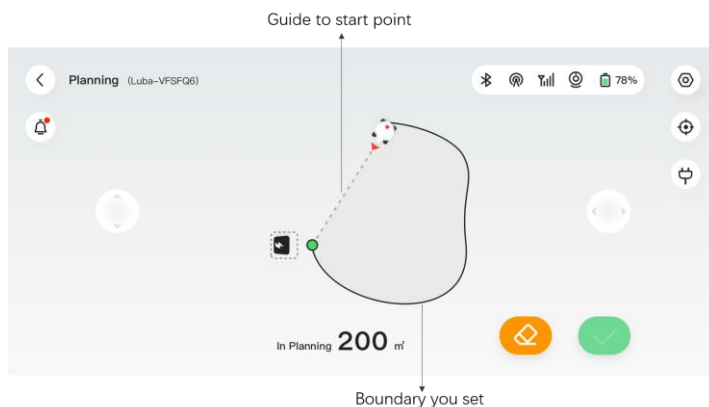 Guide to start point
Planning (Luba-VFSFQ6)
78%
In Planning 200 ㎡
Boundary you set